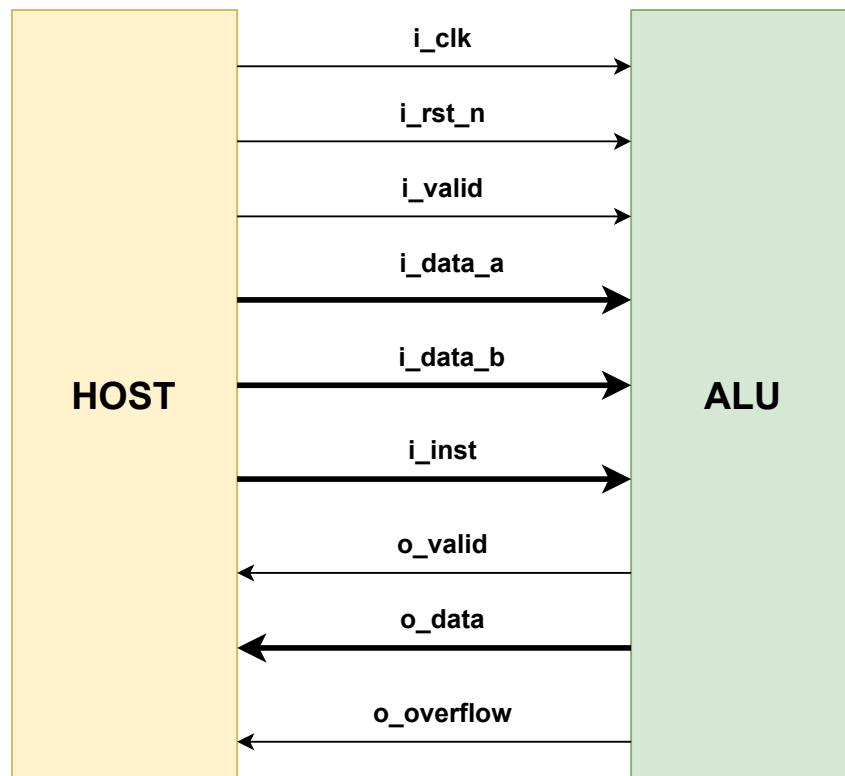 i_clk
i_rst_n
i_valid
i_data_a
i_data_b
HOST
ALU
i_inst
o_valid
o_data
o_overflow